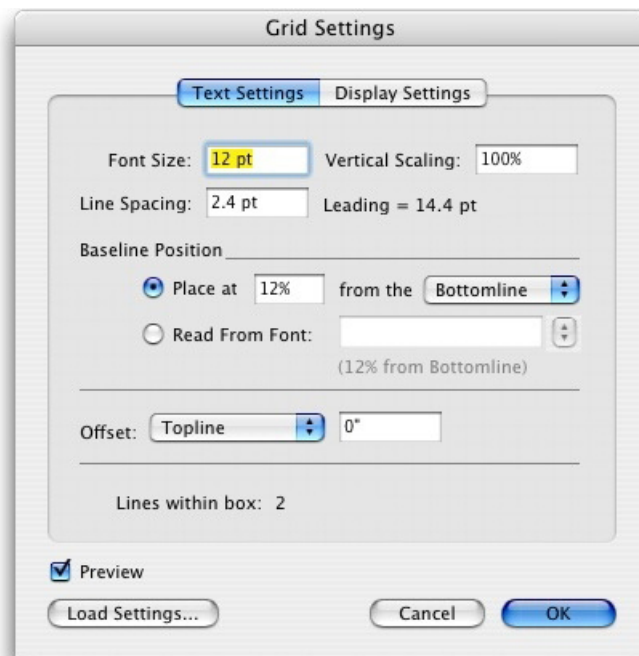 Grid Settings
Text Settings Display Settings
Font Size: 12 pt Vertical Scaling: 100%
Line Spacing: 2.4 pt Leading = 14.4 pt
Baseline Position
Place at 12% from the Bottomline
Read From Font:
(12% from Bottomline)
Offset: Topline 0"
Lines within box: 2
Preview
Load Settings... Cancel OK